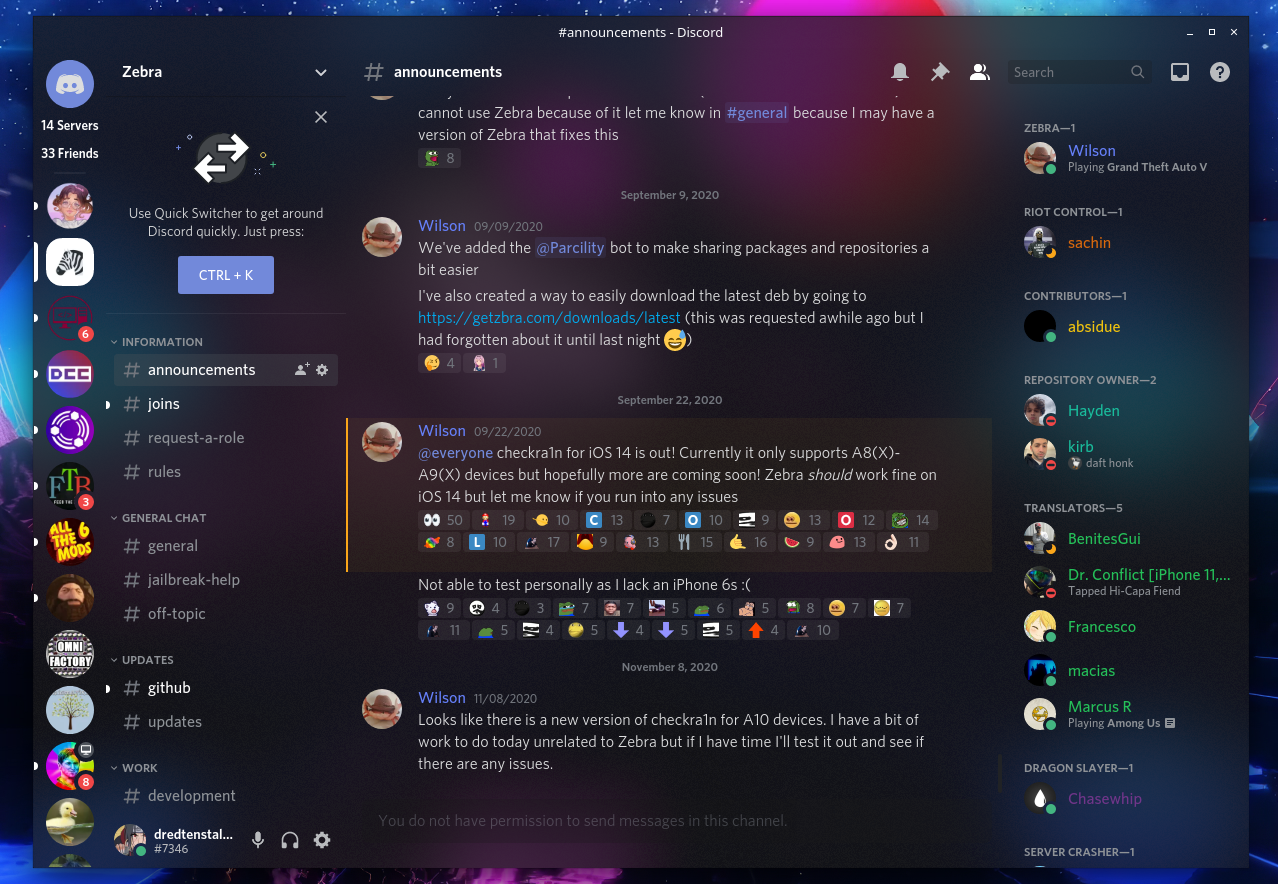 #announcements - Discord
14 Servers
33 Friends
6
DCC
FTB
FEED THE
3
ALL
THE 6
MODS
OMNI
FACTORY
8
Zebra
Use Quick Switcher to get around
Discord quickly. Just press:
CTRL + K
INFORMATION
# announcements
# joins
# request-a-role
# rules
GENERAL CHAT
# general
# jailbreak-help
# off-topic
UPDATES
# github
# updates
WORK
# development
dredtenstal...
#7346
# announcements
Search
cannot use Zebra because of it let me know in #general because I may have a
version of Zebra that fixes this
8
September 9, 2020
Wilson 09/09/2020
We've added the @Parcility bot to make sharing packages and repositories a
bit easier
I've also created a way to easily download the latest deb by going to
https://getzbra.com/downloads/latest (this was requested awhile ago but I
had forgotten about it until last night 😅)
4 1
September 22, 2020
Wilson 09/22/2020
@everyone checkra1n for iOS 14 is out! Currently it only supports A8(X)-
A9(X) devices but hopefully more are coming soon! Zebra should work fine on
iOS 14 but let me know if you run into any issues
50 19 10 C 13 7 O 10 9 13 O 12 14
8 L 10 17 9 13 15 16 9 13 11
Not able to test personally as I lack an iPhone 6s :(
9 4 3 7 7 5 6 5 8 7 7
11 5 4 5 4 5 5 4 10
November 8, 2020
Wilson 11/08/2020
Looks like there is a new version of checkra1n for A10 devices. I have a bit of
work to do today unrelated to Zebra but if I have time I'll test it out and see if
there are any issues.
You do not have permission to send messages in this channel.
ZEBRA—1
Wilson
Playing Grand Theft Auto V
RIOT CONTROL—1
sachin
CONTRIBUTORS—1
absidue
REPOSITORY OWNER—2
Hayden
kirb
daft honk
TRANSLATORS—5
BenitesGui
Dr. Conflict [iPhone 11,...
Tapped Hi-Capa Fiend
Francesco
macias
Marcus R
Playing Among Us
DRAGON SLAYER—1
Chasewhip
SERVER CRASHER—1